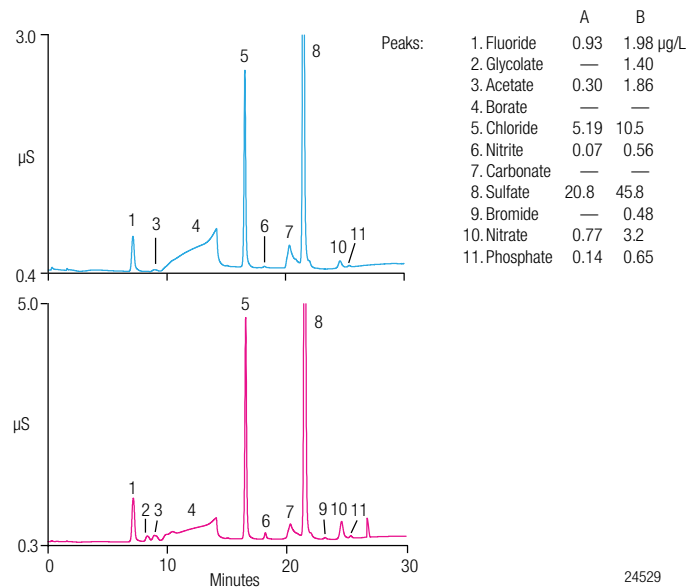 A B
Peaks: 1. Fluoride 0.93 1.98 µg/L
2. Glycolate — 1.40
3. Acetate 0.30 1.86
4. Borate — —
5. Chloride 5.19 10.5
6. Nitrite 0.07 0.56
7. Carbonate — —
8. Sulfate 20.8 45.8
9. Bromide — 0.48
10. Nitrate 0.77 3.2
11. Phosphate 0.14 0.65
3.0
µS
0.4
1
3
4
5
6
7
8
10
11
5.0
µS
0.3
1
2
3
4
5
6
7
8
9
10
11
0 10 20 30
Minutes
24529